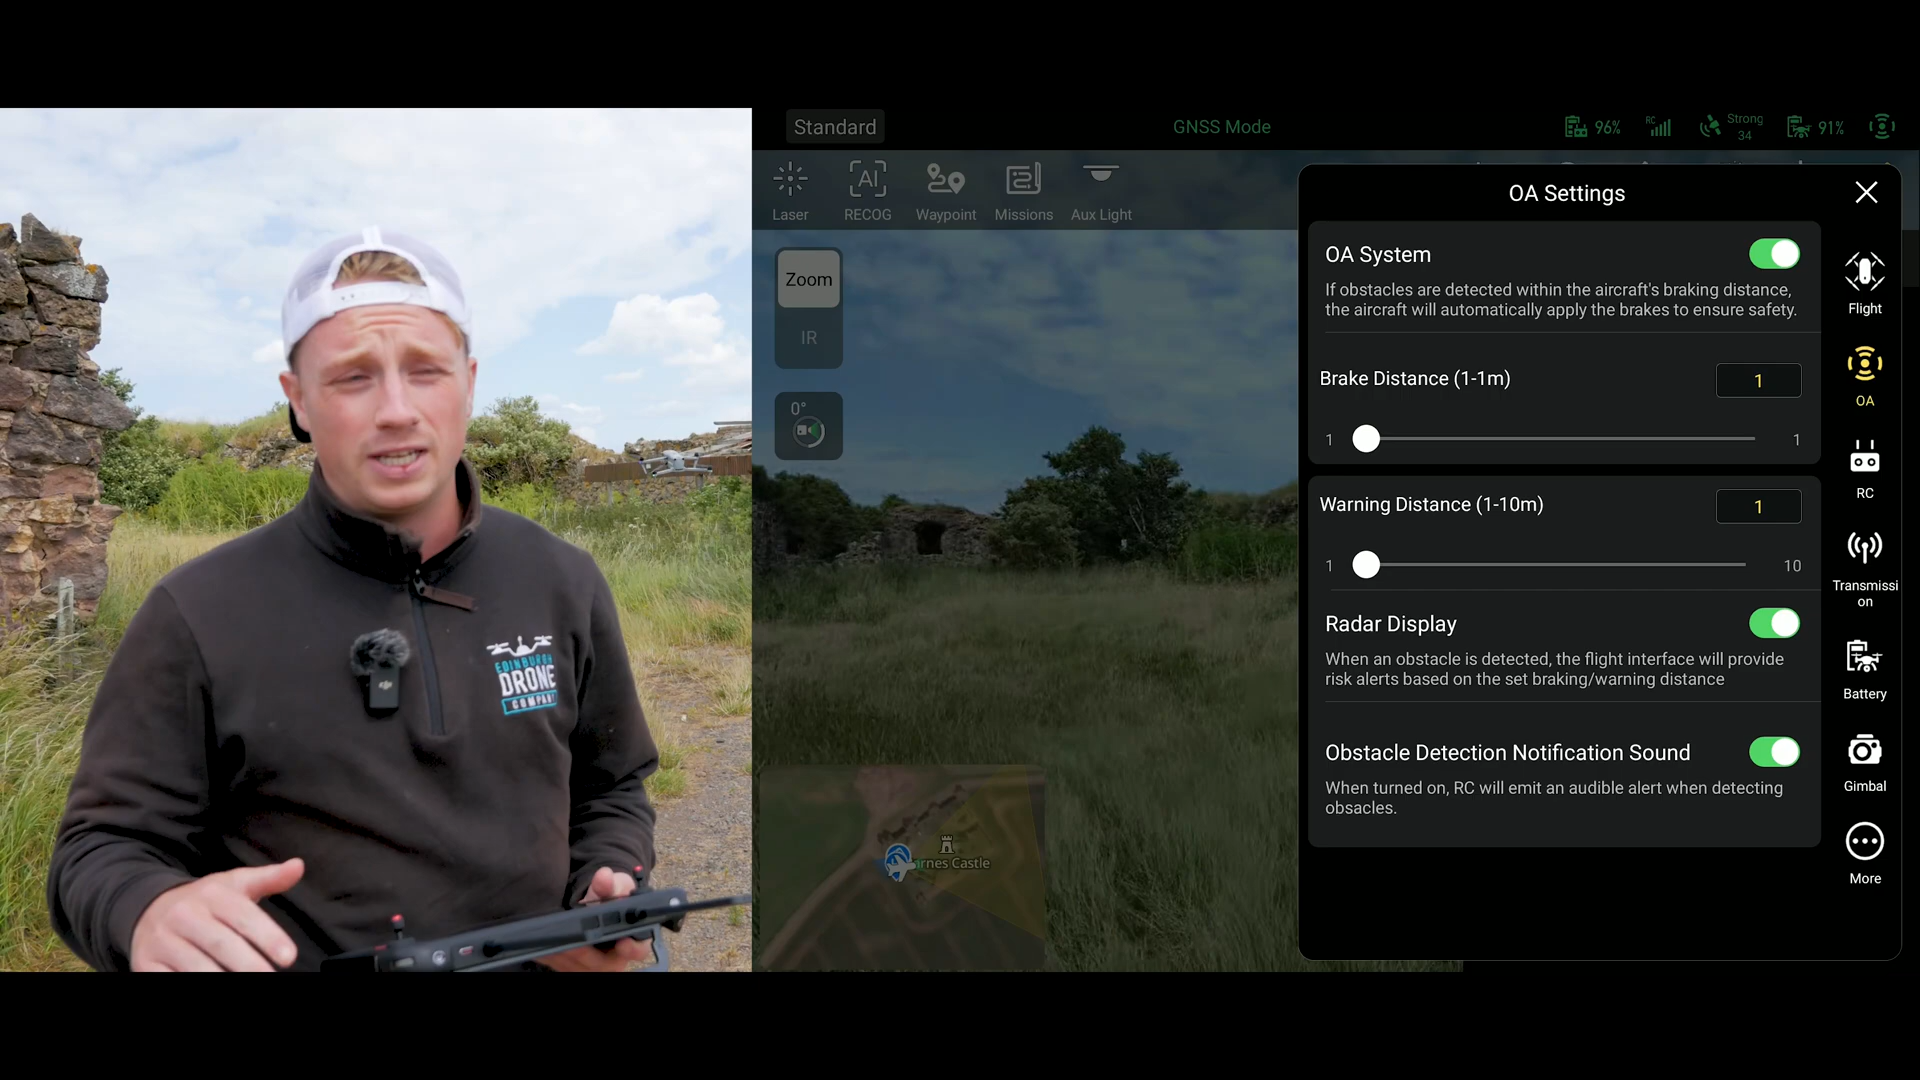 Standard
GNSS Mode
96%
RC
Strong
34
91%
Laser
AI
RECOG
Waypoint
Missions
Aux Light
Zoom
IR
0°
OA Settings
OA System
If obstacles are detected within the aircraft's braking distance,
the aircraft will automatically apply the brakes to ensure safety.
Brake Distance (1-1m)
1
1
1
Warning Distance (1-10m)
1
1
10
Radar Display
When an obstacle is detected, the flight interface will provide
risk alerts based on the set braking/warning distance
Obstacle Detection Notification Sound
When turned on, RC will emit an audible alert when detecting
obsacles.
Flight
OA
RC
Transmissi
on
Battery
Gimbal
More
EDINBURGH
DRONE
COMPANY
dji
rnes Castle